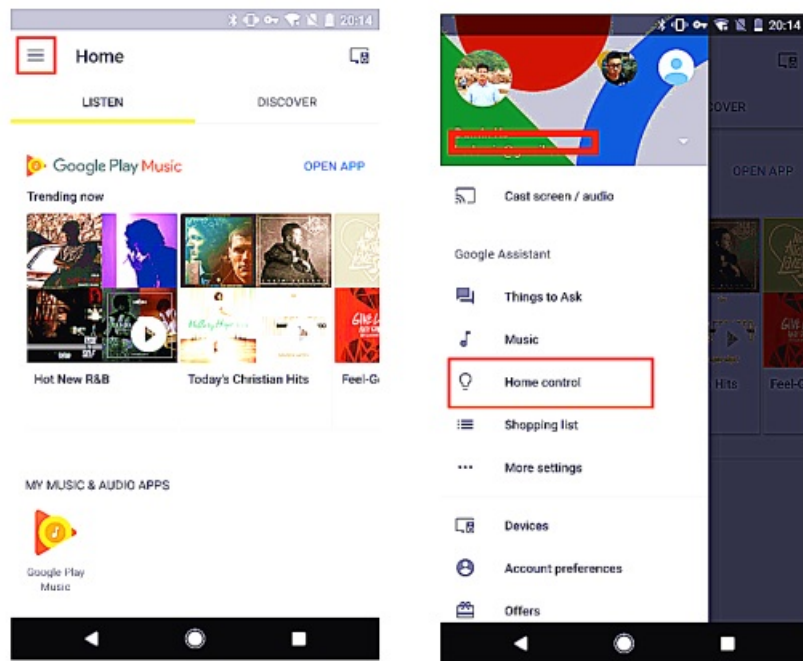 20:14
Home
LISTEN
DISCOVER
Google Play Music
OPEN APP
Trending now
Hot New R&B
Today's Christian Hits
Feel-G
MY MUSIC & AUDIO APPS
Google Play
Music
20:14
Cast screen / audio
Google Assistant
Things to Ask
Music
Home control
Shopping list
More settings
Devices
Account preferences
Offers
OVER
OPEN APP
Hits
Feel-G